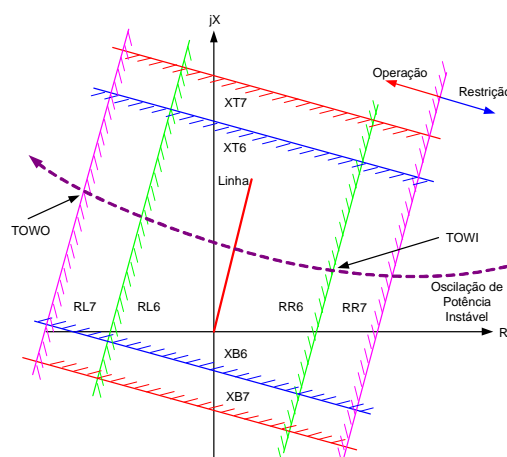 jX
XT7
Operação
Restrição
XT6
Linha
TOWO
TOWI
Oscilação de
Potência
Instável
RL7
RL6
RR6
RR7
R
XB6
XB7